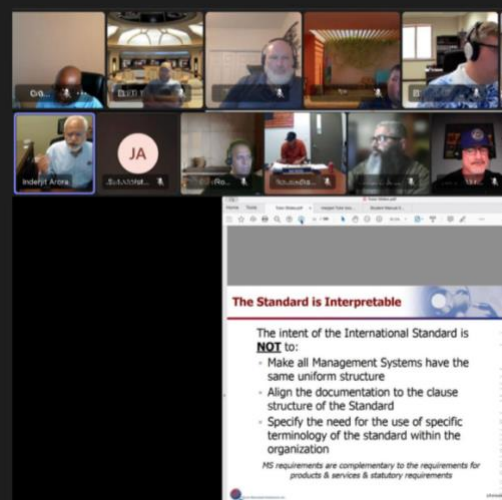 JA
Inderjit Arora
Home Tools
The Standard is Interpretable
The intent of the International Standard is
NOT to:
- Make all Management Systems have the
same uniform structure
- Align the documentation to the clause
structure of the Standard
- Specify the need for the use of specific
terminology of the standard within the
organization
MS requirements are complementary to the requirements for
products & services & statutory requirements